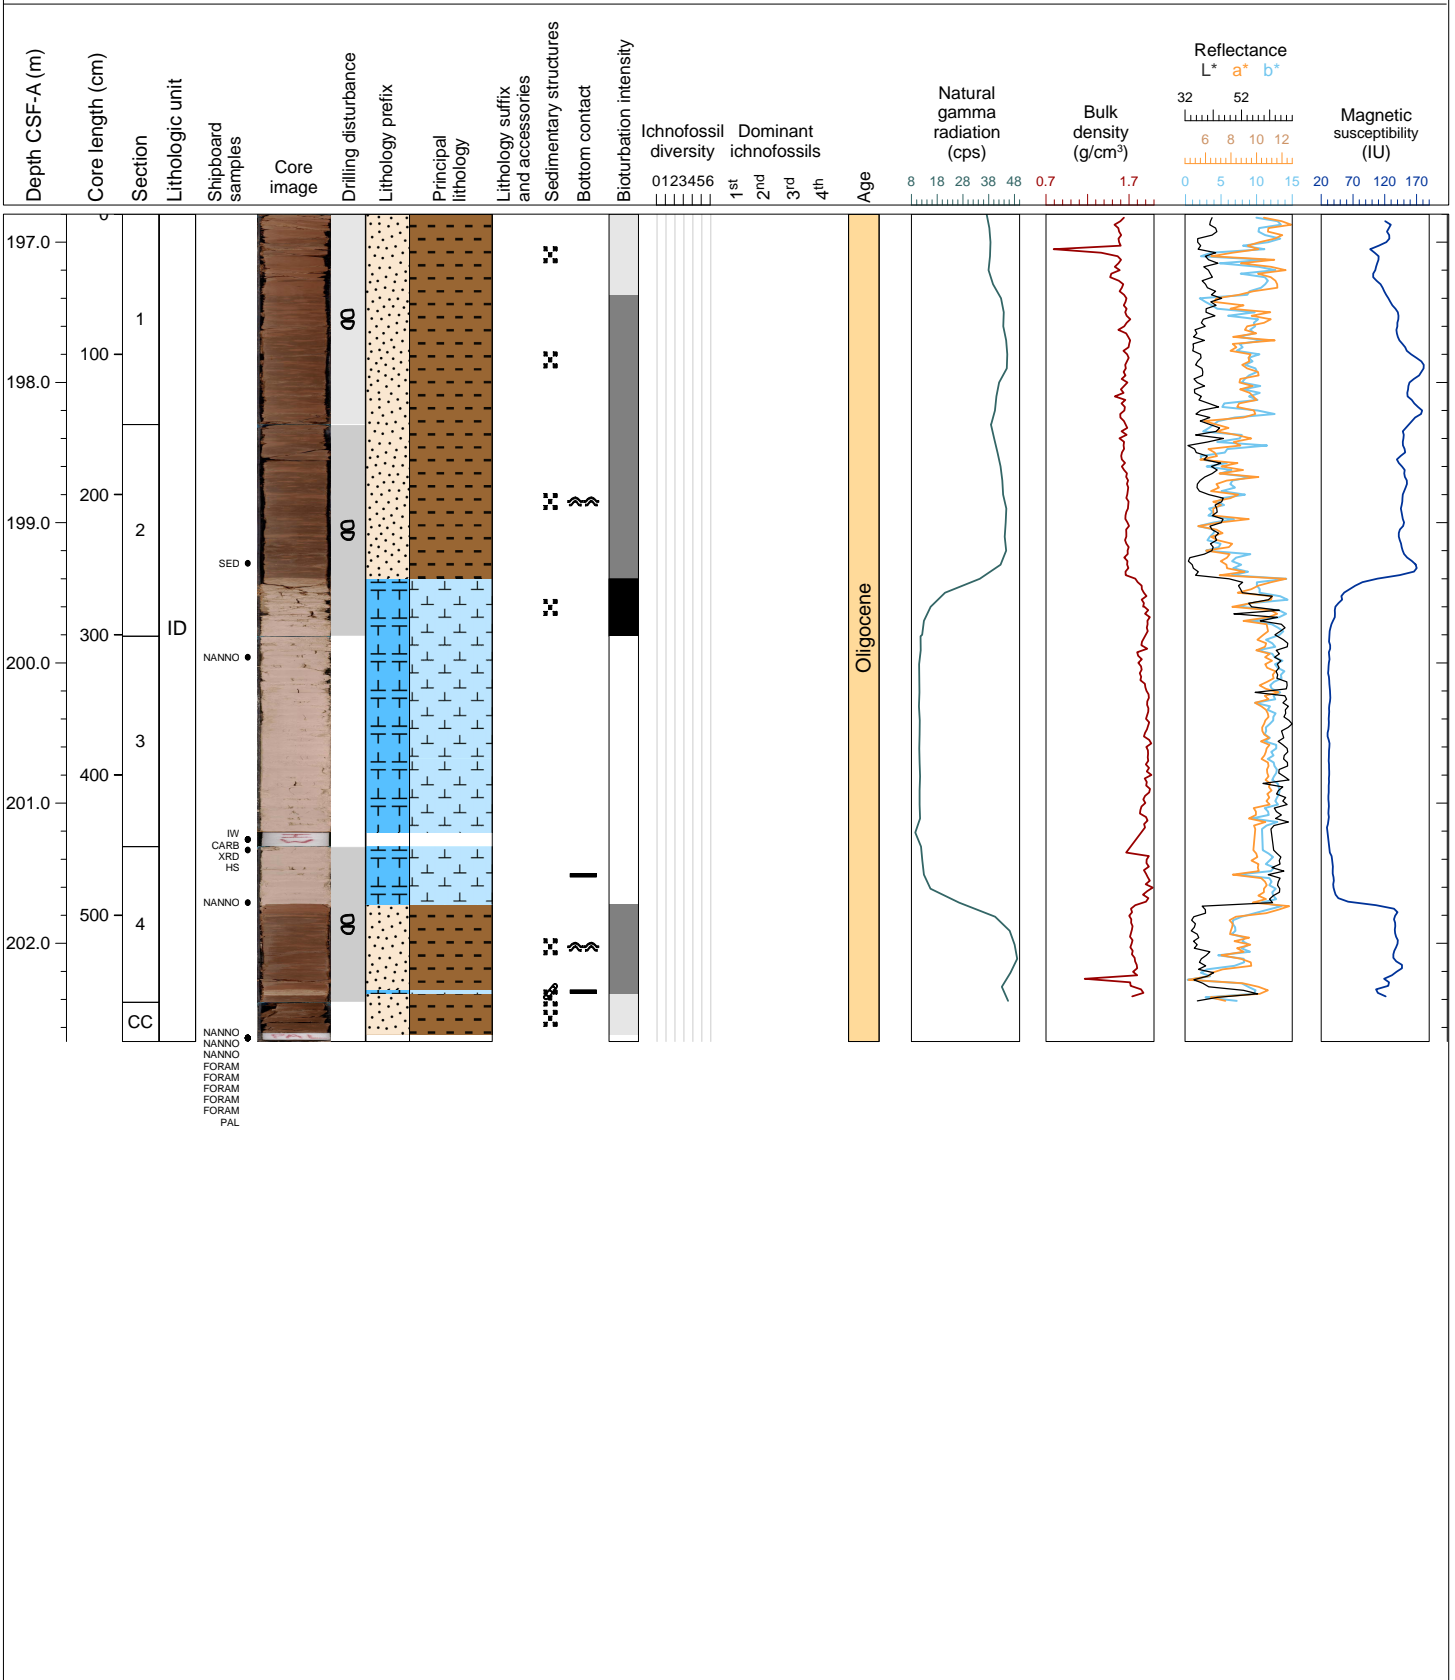 Depth CSF-A (m)
Core length (cm)
Section
Lithologic unit
Shipboard
samples
Core
image
Drilling disturbance
Lithology prefix
Principal
lithology
Lithology suffix
and accessories
Sedimentary structures
Bottom contact
Bioturbation intensity
Ichnofossil
diversity
0123456
Dominant
ichnofossils
1st 2nd 3rd 4th
Age
Natural
gamma
radiation
(cps)
8 18 28 38 48
Bulk
density
(g/cm³)
0.7 1.7
Reflectance
L* a* b*
32 52
6 8 10 12
0 5 10 15
Magnetic
susceptibility
(IU)
20 70 120 170
0
197.0
1
100
198.0
200
199.0
2
SED
ID
300
NANNO
200.0
Oligocene
3
400
201.0
IW
CARB
XRD
HS
NANNO
500
4
202.0
CC
NANNO
NANNO
NANNO
FORAM
FORAM
FORAM
FORAM
FORAM
PAL